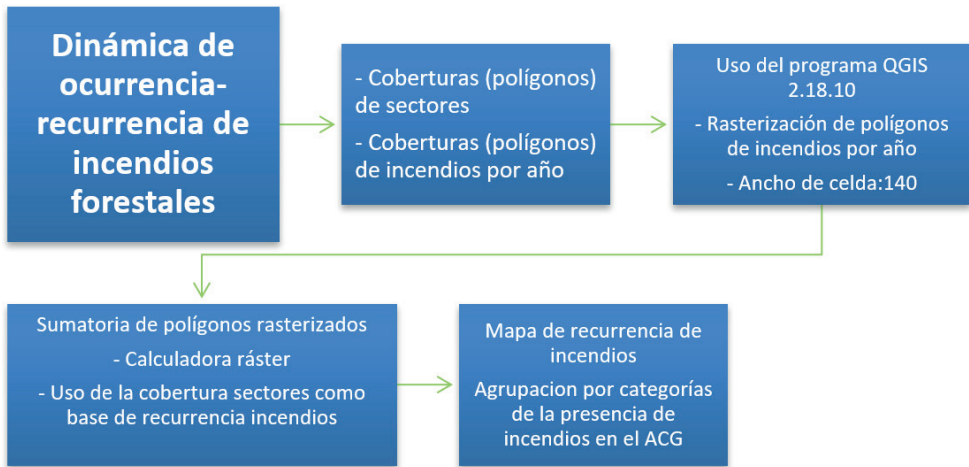 Dinámica de
ocurrencia-
recurrencia de
incendios
forestales
- Coberturas (polígonos)
de sectores
- Coberturas (polígonos)
de incendios por año
Uso del programa QGIS
2.18.10
- Rasterización de polígonos
de incendios por año
- Ancho de celda:140
Sumatoria de polígonos rasterizados
- Calculadora ráster
- Uso de la cobertura sectores como
base de recurrencia incendios
Mapa de recurrencia de
incendios
Agrupacion por categorías
de la presencia de
incendios en el ACG